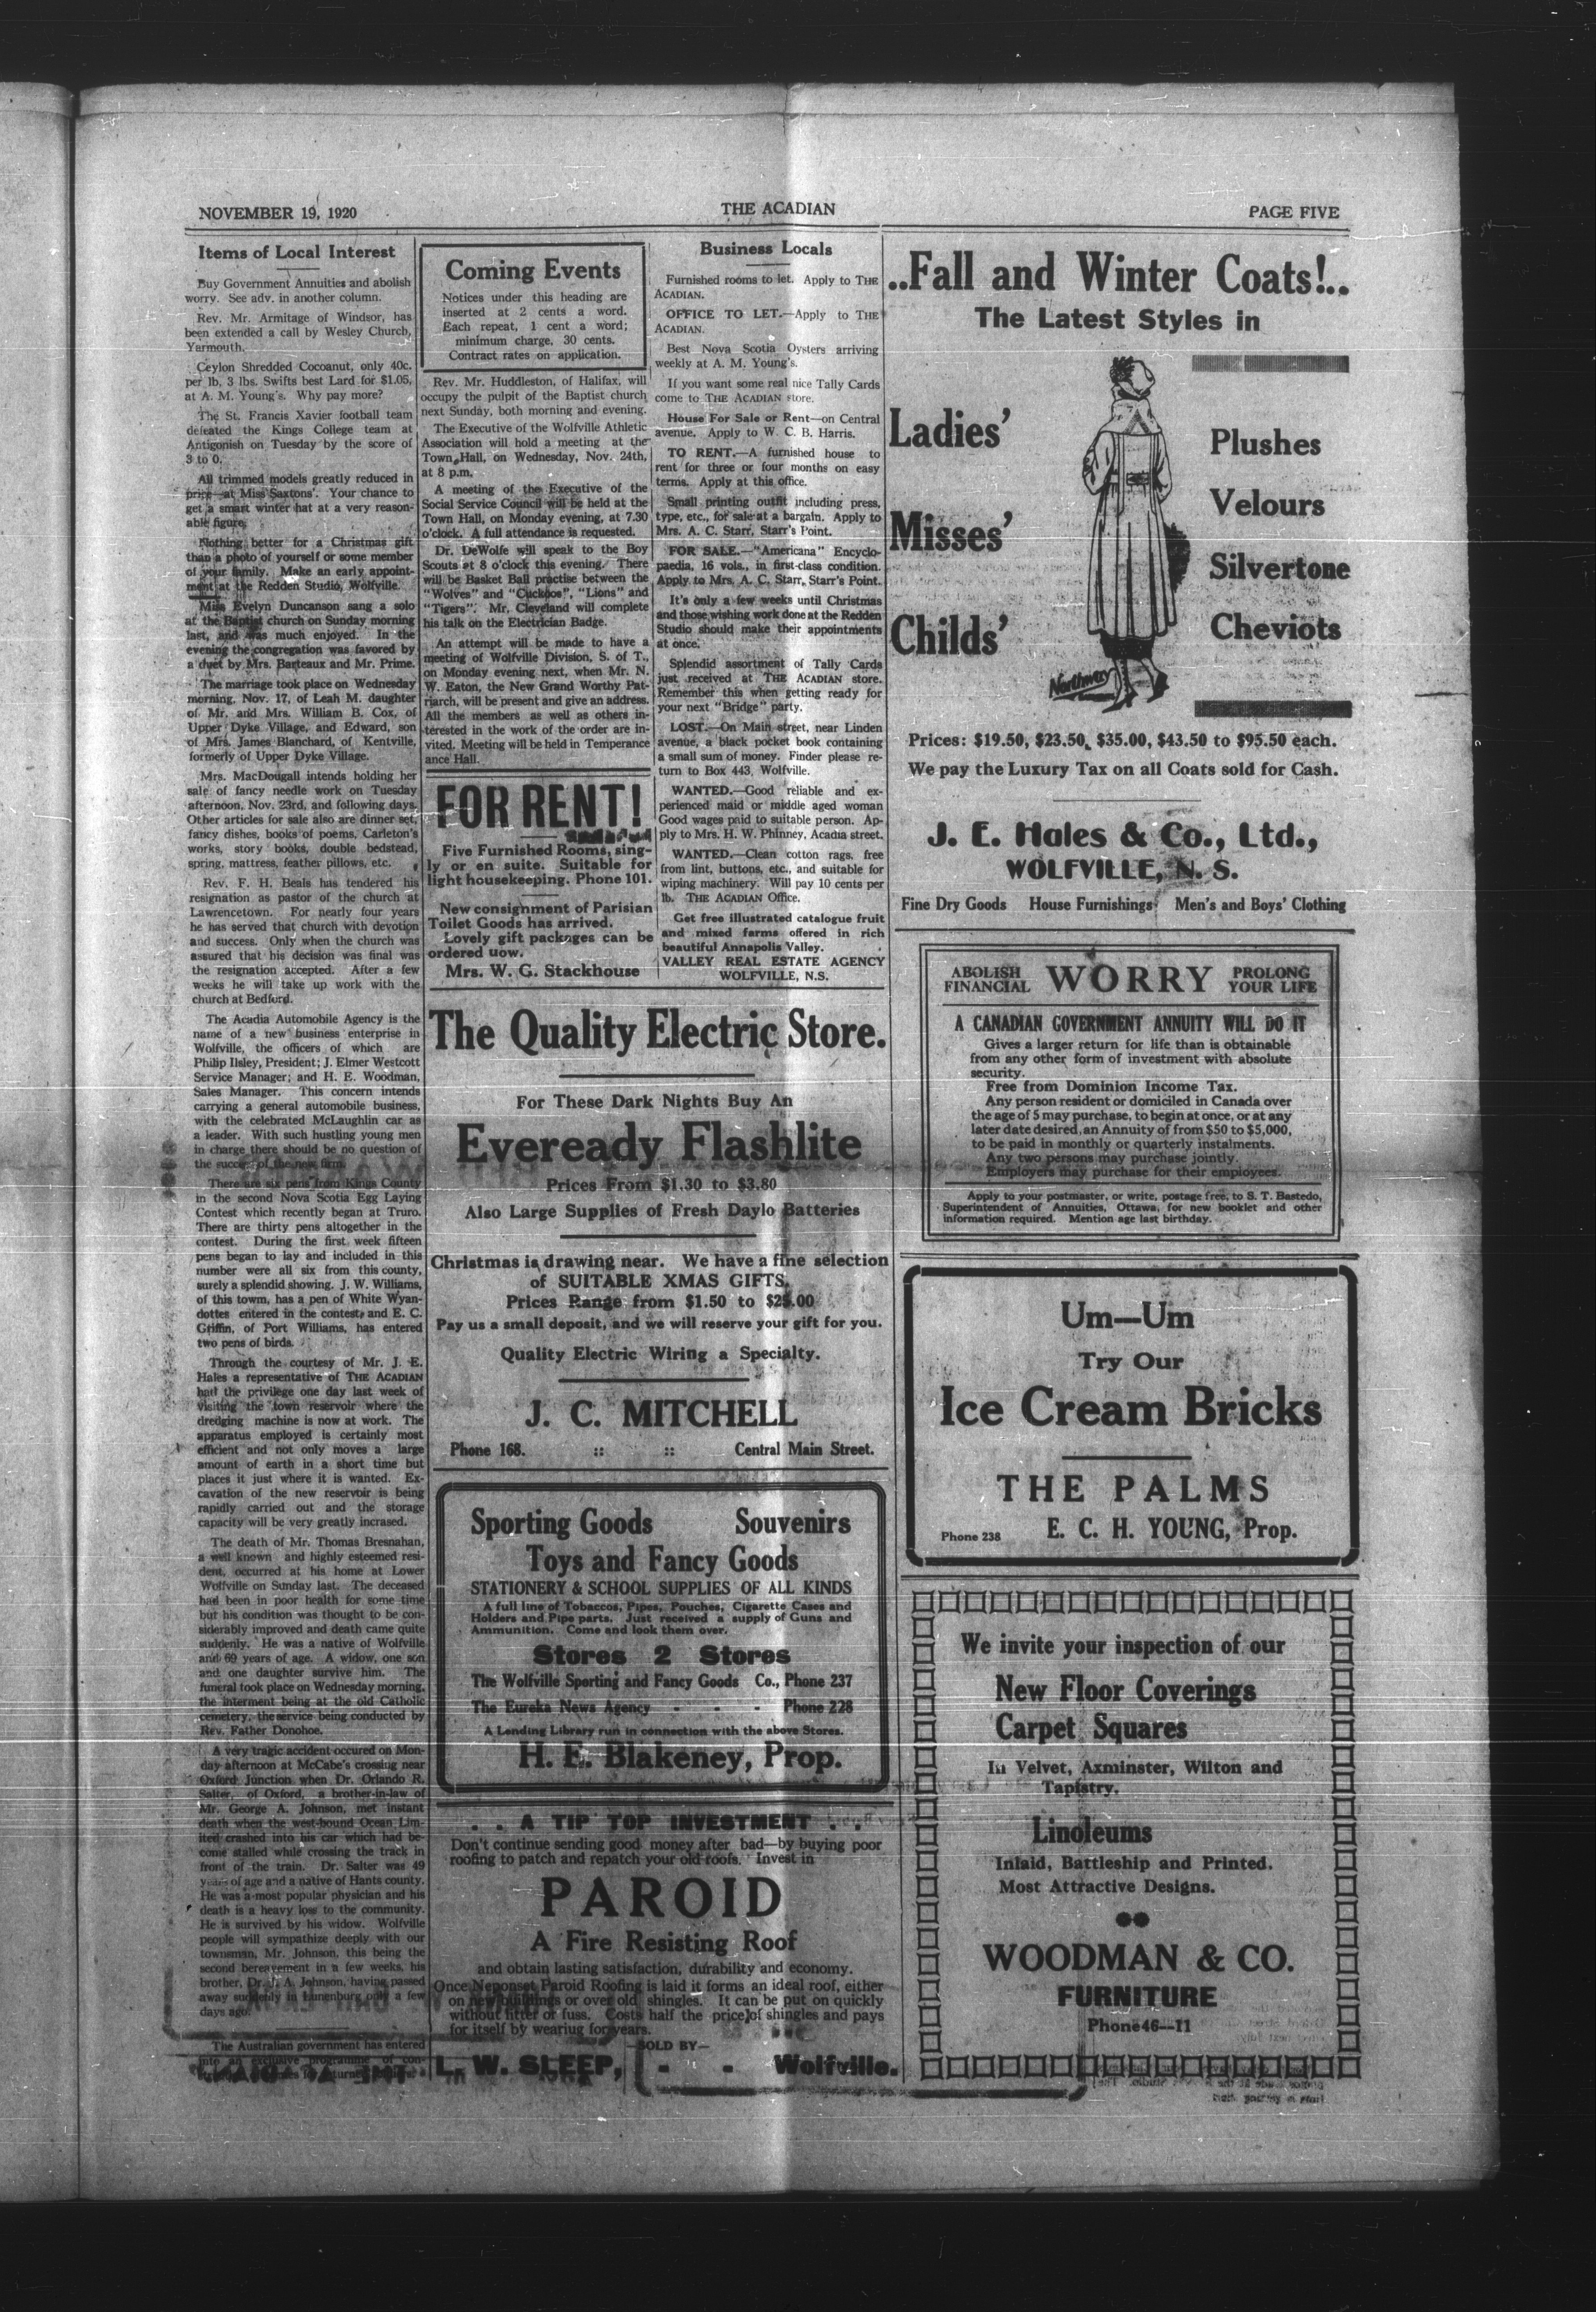 NOVEMBER 19, 1920
THE ACADIAN
PAGE FIVE
Items of Local Interest
Buy Government Annuities and abolish
worry. See adv. in another column.
Rev. Mr. Armitage of Windsor, has
been extended a call by Wesley Church,
Yarmouth.
Ceylon Shredded Cocoanut, only 40c.
per lb. 3 lbs. Swifts best Lard for $1.05,
at A. M. Young's. Why pay more?
The St. Francis Xavier football team
defeated the Kings College team at
Antigonish on Tuesday by the score of
3 to 0.
All trimmed models greatly reduced in
price—at Miss Saxtons'. Your chance to
get a smart winter hat at a very reason-
able figure.
Nothing better for a Christmas gift
than a photo of yourself or some member
of your family. Make an early appoint-
ment at the Redden Studio, Wolfville.
Miss Evelyn Duncanson sang a solo
at the Baptist church on Sunday morning
last, and was much enjoyed. In the
evening the congregation was favored by
a duet by Mrs. Barteaux and Mr. Prime.
The marriage took place on Wednesday
morning, Nov. 17, of Leah M. daughter
of Mr. and Mrs. William B. Cox, of
Upper Dyke Village, and Edward, son
of Mrs. James Blanchard, of Kentville,
formerly of Upper Dyke Village.
Mrs. MacDougall intends holding her
sale of fancy needle work on Tuesday
afternoon, Nov. 23rd, and following days.
Other articles for sale also are dinner set,
fancy dishes, books of poems, Carleton's
works, story books, double bedstead,
spring, mattress, feather pillows, etc.
Rev. F. H. Beals has tendered his
resignation as pastor of the church at
Lawrencetown. For nearly four years
he has served that church with devotion
and success. Only when the church was
assured that his decision was final was
the resignation accepted. After a few
weeks he will take up work with the
church at Bedford.
The Acadia Automobile Agency is the
name of a new business enterprise in
Wolfville, the officers of which are
Philip Ilsley, President; J. Elmer Westcott
Service Manager; and H. E. Woodman,
Sales Manager. This concern intends
carrying a general automobile business,
with the celebrated McLaughlin car as
a leader. With such hustling young men
in charge there should be no question of
the success of the new firm.
There are six pens from Kings County
in the second Nova Scotia Egg Laying
Contest which recently began at Truro.
There are thirty pens altogether in the
contest. During the first week fifteen
pens began to lay and included in this
number were all six from this county,
surely a splendid showing. J. W. Williams,
of this towm, has a pen of White Wyan-
dottes entered in the contest, and E. C.
Griffin, of Port Williams, has entered
two pens of birds.
Through the courtesy of Mr. J. E.
Hales a representative of THE ACADIAN
had the privilege one day last week of
visiting the town reservoir where the
dredging machine is now at work. The
apparatus employed is certainly most
efficient and not only moves a large
amount of earth in a short time but
places it just where it is wanted. Ex-
cavation of the new reservoir is being
rapidly carried out and the storage
capacity will be very greatly incrased.
The death of Mr. Thomas Bresnahan,
a well known and highly esteemed resi-
dent, occurred at his home at Lower
Wolfville on Sunday last. The deceased
had been in poor health for some time
but his condition was thought to be con-
siderably improved and death came quite
suddenly. He was a native of Wolfville
and 69 years of age. A widow, one son
and one daughter survive him. The
funeral took place on Wednesday morning,
the interment being at the old Catholic
cemetery, the service being conducted by
Rev. Father Donohoe.
A very tragic accident occured on Mon-
day afternoon at McCabe's crossing near
Oxford Junction when Dr. Orlando R.
Salter, of Oxford, a brother-in-law of
Mr. George A. Johnson, met instant
death when the west-bound Ocean Lim-
ited crashed into his car which had be-
come stalled while crossing the track in
front of the train. Dr. Salter was 49
years of age and a native of Hants county.
He was a most popular physician and his
death is a heavy loss to the community.
He is survived by his widow. Wolfville
people will sympathize deeply with our
townsman, Mr. Johnson, this being the
second bereavement in a few weeks, his
brother, Dr. J. A. Johnson, having passed
away suddenly in Lunenburg only a few
days ago.
The Australian government has entered
into an exclusive programme of con-
Coming Events
Notices under this heading are
inserted at 2 cents a word.
Each repeat, 1 cent a word;
minimum charge, 30 cents.
Contract rates on application.
Rev. Mr. Huddleston, of Halifax, will
occupy the pulpit of the Baptist church
next Sunday, both morning and evening.
The Executive of the Wolfville Athletic
Association will hold a meeting at the
Town Hall, on Wednesday, Nov. 24th,
at 8 p.m.
A meeting of the Executive of the
Social Service Council will be held at the
Town Hall, on Monday evening, at 7.30
o'clock. A full attendance is requested.
Dr. DeWolfe will speak to the Boy
Scouts at 8 o'clock this evening. There
will be Basket Ball practise between the
"Wolves" and "Cuckoos", "Lions" and
"Tigers". Mr. Cleveland will complete
his talk on the Electrician Badge.
An attempt will be made to have a
meeting of Wolfville Division, S. of T.,
on Monday evening next, when Mr. N.
W. Eaton, the New Grand Worthy Pat-
riarch, will be present and give an address.
All the members as well as others in-
terested in the work of the order are in-
vited. Meeting will be held in Temperance
ance Hall.
FOR RENT!
Five Furnished Rooms, sing-
ly or en suite. Suitable for
light housekeeping. Phone 101.
New consignment of Parisian
Toilet Goods has arrived.
Lovely gift packages can be
ordered uow.
Mrs. W. G. Stackhouse
Business Locals
Furnished rooms to let. Apply to THE
ACADIAN.
OFFICE TO LET.—Apply to THE
ACADIAN.
Best Nova Scotia Oysters arriving
weekly at A. M. Young's.
If you want some real nice Tally Cards
come to THE ACADIAN store.
House For Sale or Rent—on Central
avenue. Apply to W. C. B. Harris.
TO RENT.—A furnished house to
rent for three or four months on easy
terms. Apply at this office.
Small printing outfit including press,
type, etc., for sale at a bargain. Apply to
Mrs. A. C. Starr, Starr's Point.
FOR SALE.—"Americana" Encyclo-
paedia, 16 vols., in first-class condition.
Apply to Mrs. A. C. Starr, Starr's Point.
It's only a few weeks until Christmas
and those wishing work done at the Redden
Studio should make their appointments
at once.
Splendid assortment of Tally Cards
just received at THE ACADIAN store.
Remember this when getting ready for
your next "Bridge" party.
LOST.—On Main street, near Linden
avenue, a black pocket book containing
a small sum of money. Finder please re-
turn to Box 443, Wolfville.
WANTED.—Good reliable and ex-
perienced maid or middle aged woman
Good wages paid to suitable person. Ap-
ply to Mrs. H. W. Phinney, Acadia street.
WANTED.—Clean cotton rags, free
from lint, buttons, etc., and suitable for
wiping machinery. Will pay 10 cents per
lb. THE ACADIAN Office.
Get free illustrated catalogue fruit
and mixed farms offered in rich
beautiful Annapolis Valley.
VALLEY REAL ESTATE AGENCY
WOLFVILLE, N.S.
The Quality Electric Store.
For These Dark Nights Buy An
Eveready Flashlite
Prices From $1.30 to $3.80
Also Large Supplies of Fresh Daylo Batteries
Christmas is drawing near. We have a fine selection
of SUITABLE XMAS GIFTS.
Prices Range from $1.50 to $25.00
Pay us a small deposit, and we will reserve your gift for you.
Quality Electric Wiring a Specialty.
J. C. MITCHELL
Phone 168. :: :: Central Main Street.
Sporting Goods Souvenirs
Toys and Fancy Goods
STATIONERY & SCHOOL SUPPLIES OF ALL KINDS
A full line of Tobaccos, Pipes, Pouches, Cigarette Cases and
Holders and Pipe parts. Just received a supply of Guns and
Ammunition. Come and look them over.
Stores 2 Stores
The Wolfville Sporting and Fancy Goods Co., Phone 237
The Eureka News Agency - - - Phone 228
A Lending Library run in connection with the above Stores.
H. E. Blakeney, Prop.
. . A TIP TOP INVESTMENT . .
Don't continue sending good money after bad—by buying poor
roofing to patch and repatch your old roofs. Invest in
PAROID
A Fire Resisting Roof
and obtain lasting satisfaction, durability and economy.
Once Neponset Paroid Roofing is laid it forms an ideal roof, either
on new buildings or over old shingles. It can be put on quickly
without litter or fuss. Costs half the price of shingles and pays
for itself by weariug for years.
—SOLD BY—
L. W. SLEEP, - - Wolfville.
..Fall and Winter Coats!..
The Latest Styles in
Ladies'
Misses'
Childs'
Plushes
Velours
Silvertone
Cheviots
Northway
Prices: $19.50, $23.50, $35.00, $43.50 to $95.50 each.
We pay the Luxury Tax on all Coats sold for Cash.
J. E. Hales & Co., Ltd.,
WOLFVILLE, N. S.
Fine Dry Goods House Furnishings Men's and Boys' Clothing
ABOLISH
FINANCIAL
WORRY
PROLONG
YOUR LIFE
A CANADIAN GOVERNMENT ANNUITY WILL DO IT
Gives a larger return for life than is obtainable
from any other form of investment with absolute
security.
Free from Dominion Income Tax.
Any person resident or domiciled in Canada over
the age of 5 may purchase, to begin at once, or at any
later date desired, an Annuity of from $50 to $5,000,
to be paid in monthly or quarterly instalments.
Any two persons may purchase jointly.
Employers may purchase for their employees.
Apply to your postmaster, or write, postage free, to S. T. Bastedo,
Superintendent of Annuities, Ottawa, for new booklet and other
information required. Mention age last birthday.
Um—Um
Try Our
Ice Cream Bricks
THE PALMS
Phone 238 E. C. H. YOUNG, Prop.
We invite your inspection of our
New Floor Coverings
Carpet Squares
In Velvet, Axminster, Wilton and
Tapistry.
Linoleums
Inlaid, Battleship and Printed.
Most Attractive Designs.
WOODMAN & CO.
FURNITURE
Phone 46—11